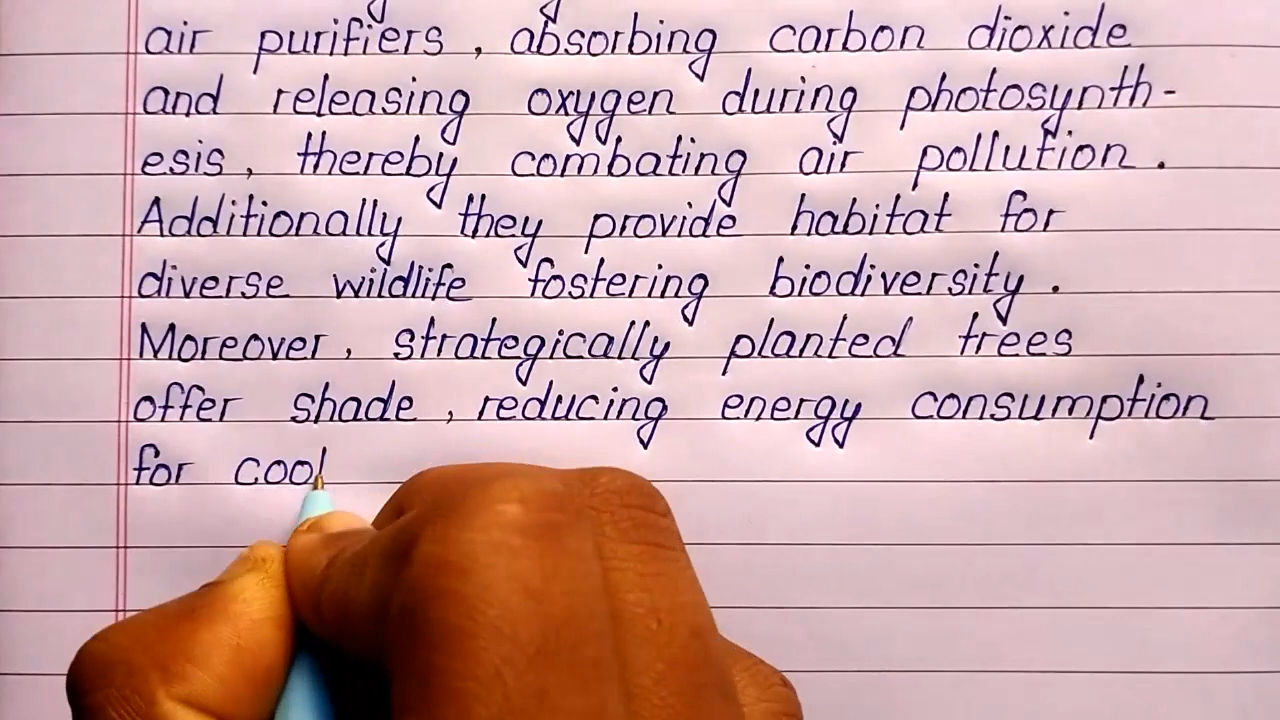 air purifiers, absorbing carbon dioxide
and releasing oxygen during photosynth-
esis, thereby combating air pollution.
Additionally they provide habitat for
diverse wildlife fostering biodiversity.
Moreover, strategically planted trees
offer shade, reducing energy consumption
for cool